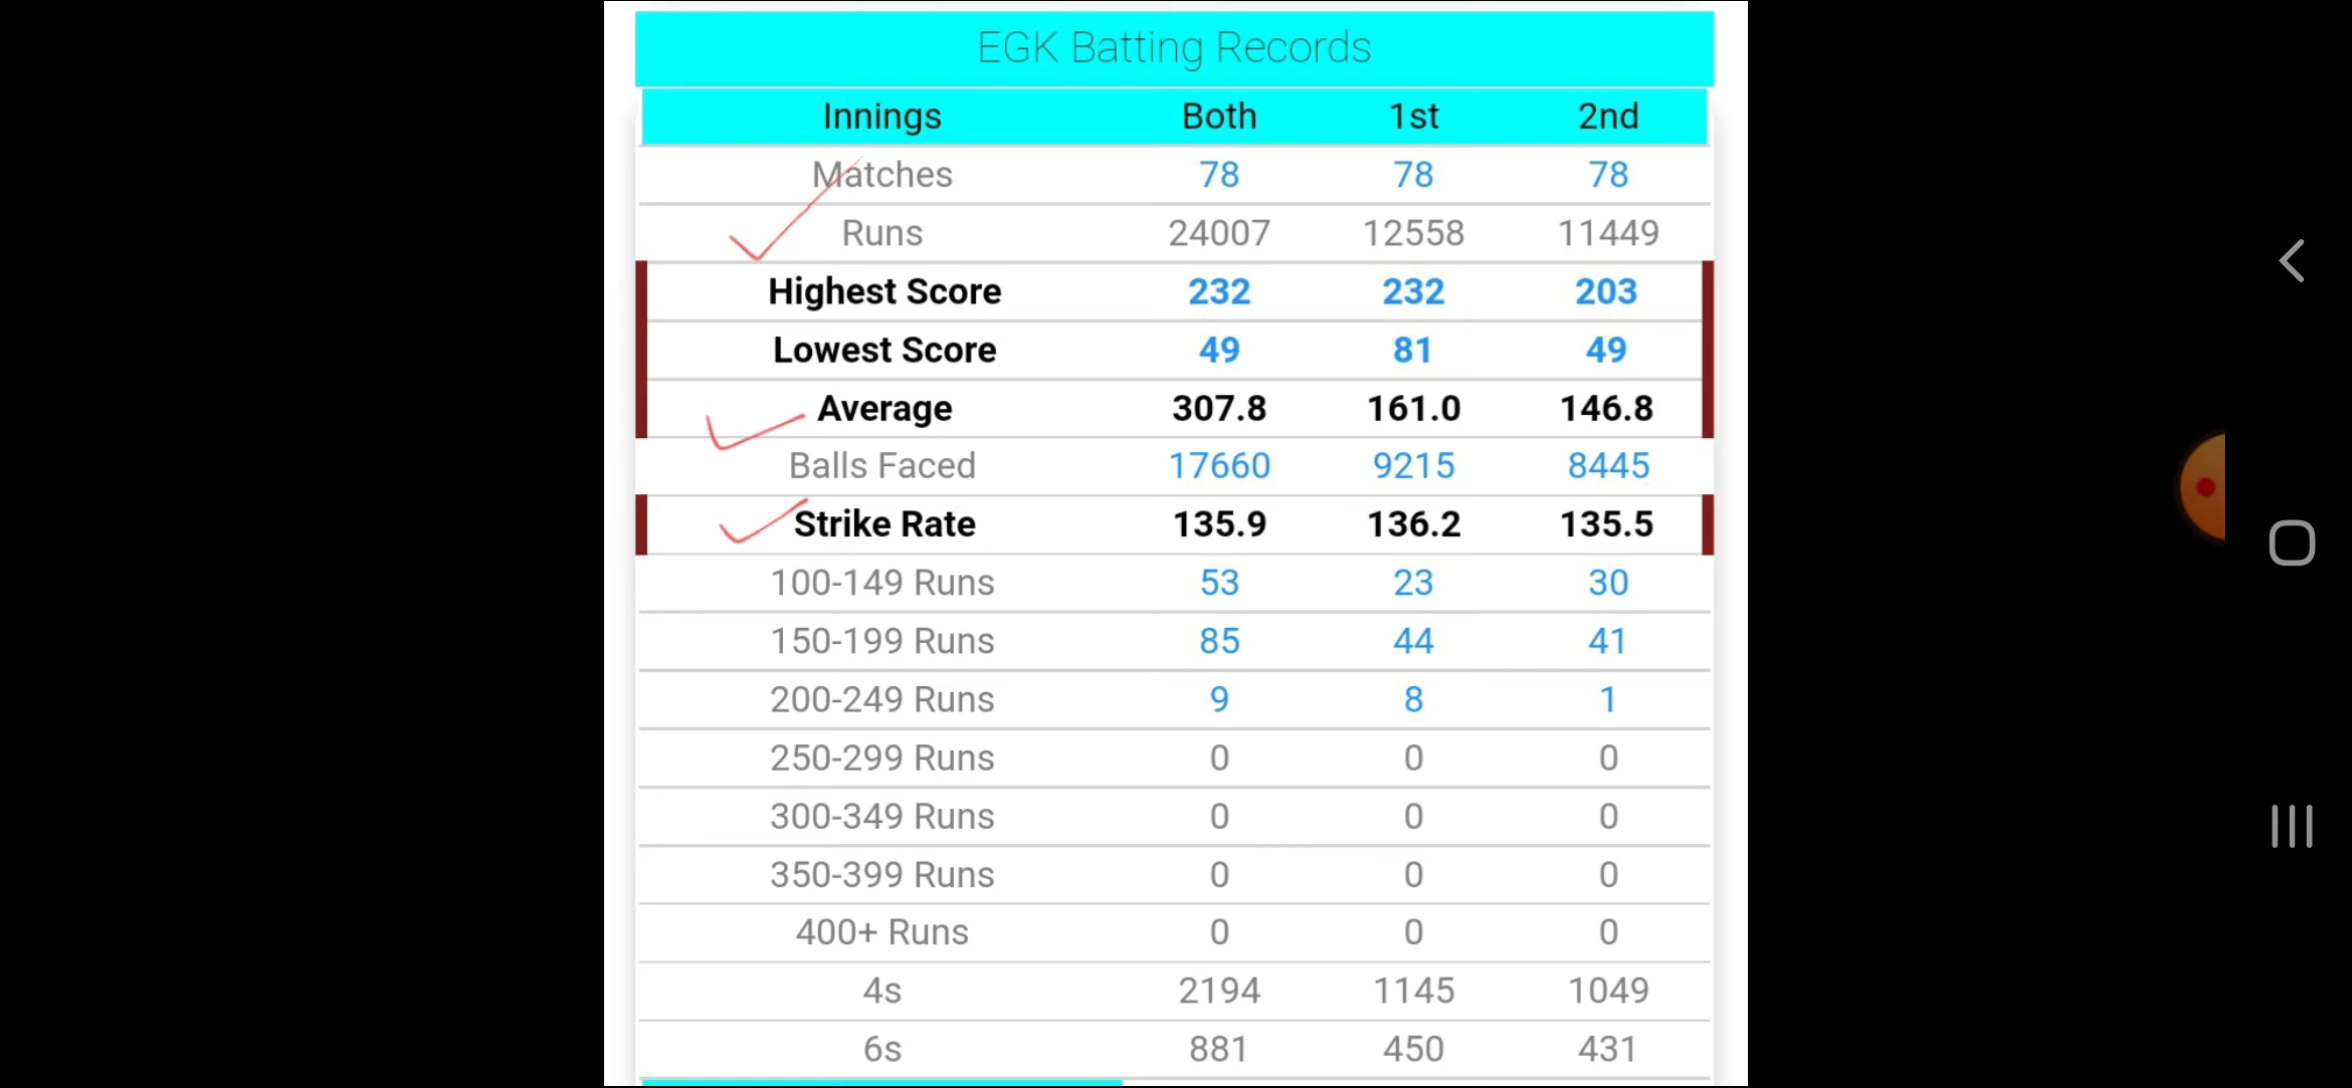 EGK Batting Records
Innings Both 1st 2nd
Matches 78 78 78
Runs 24007 12558 11449
Highest Score 232 232 203
Lowest Score 49 81 49
Average 307.8 161.0 146.8
Balls Faced 17660 9215 8445
Strike Rate 135.9 136.2 135.5
100-149 Runs 53 23 30
150-199 Runs 85 44 41
200-249 Runs 9 8 1
250-299 Runs 0 0 0
300-349 Runs 0 0 0
350-399 Runs 0 0 0
400+ Runs 0 0 0
4s 2194 1145 1049
6s 881 450 431